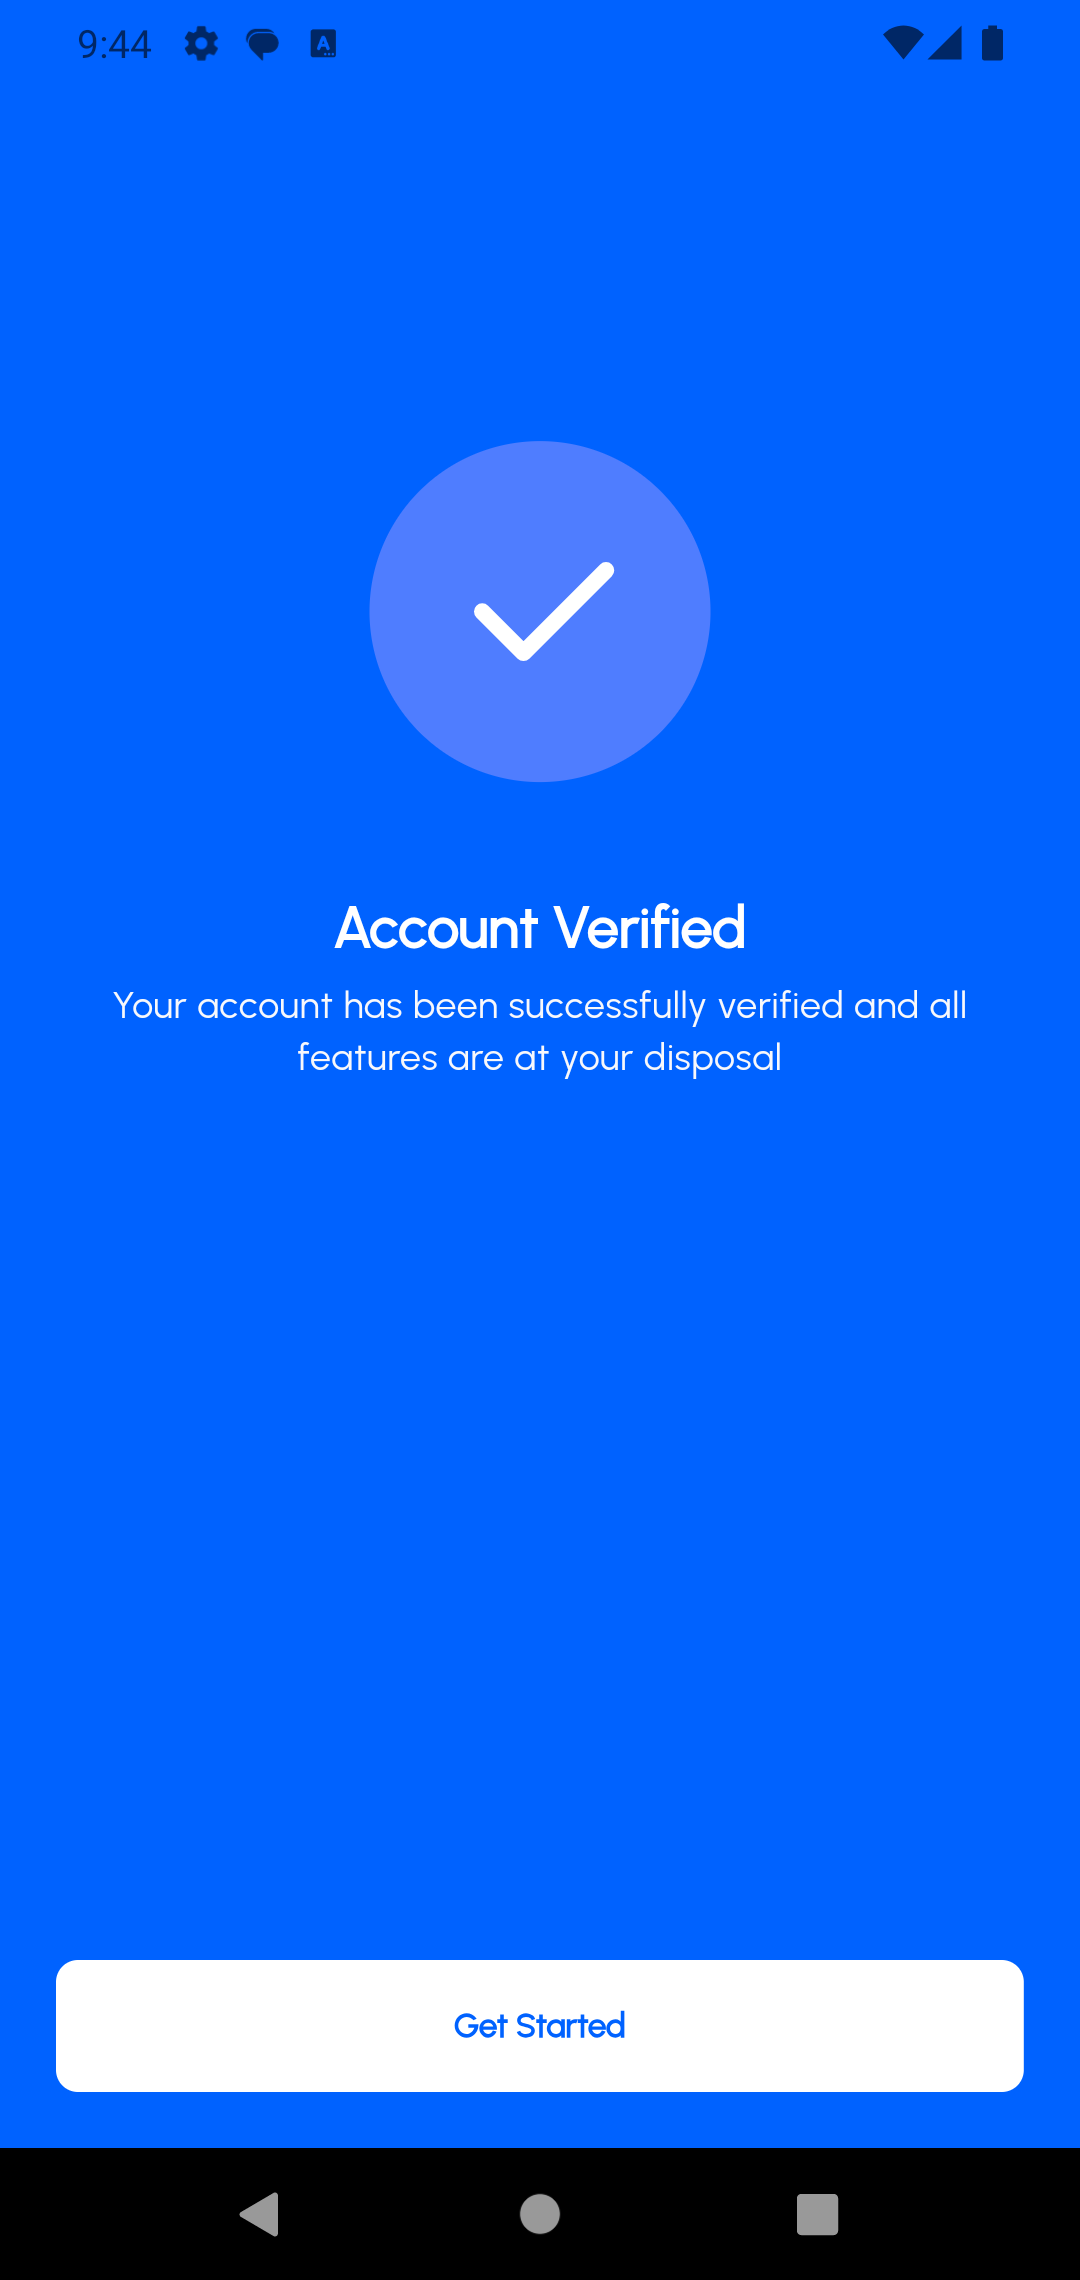 9:44
Account Verified
Your account has been successfully verified and all
features are at your disposal
Get Started